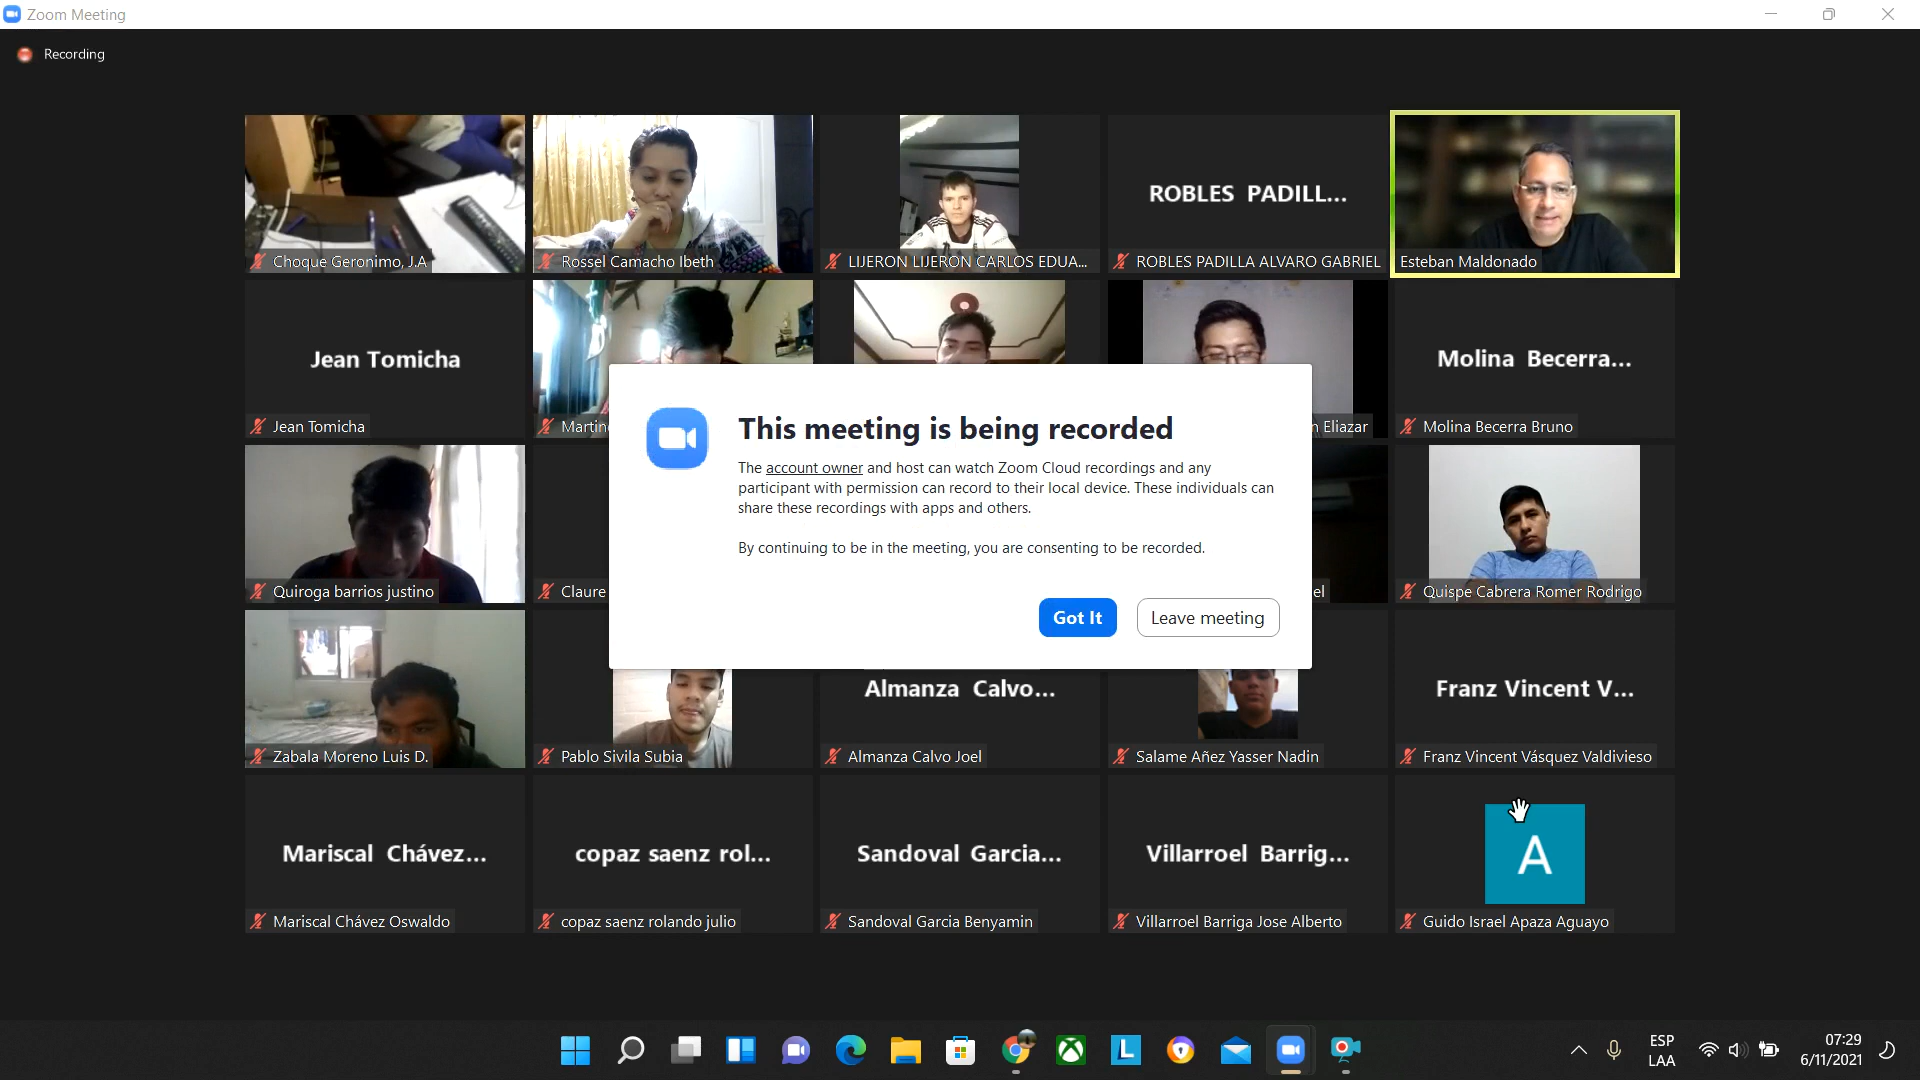 Zoom Meeting
Recording
ROBLES PADILL...
Choque Geronimo, J.A
Rossel Camacho Ibeth
LIJERON LIJERON CARLOS EDUA...
ROBLES PADILLA ALVARO GABRIEL
Esteban Maldonado
Jean Tomicha
Molina Becerra...
Jean Tomicha
Eliazar
Molina Becerra Bruno
This meeting is being recorded
The account owner and host can watch Zoom Cloud recordings and any
participant with permission can record to their local device. These individuals can
share these recordings with apps and others.
By continuing to be in the meeting, you are consenting to be recorded.
Got It
Leave meeting
Quiroga barrios justino
Claure
Quispe Cabrera Romer Rodrigo
Almanza Calvo...
Franz Vincent V...
Zabala Moreno Luis D.
Pablo Sivila Subia
Almanza Calvo Joel
Salame Añez Yasser Nadin
Franz Vincent Vásquez Valdivieso
Mariscal Chávez...
copaz saenz rol...
Sandoval Garcia...
Villarroel Barrig...
A
Mariscal Chávez Oswaldo
copaz saenz rolando julio
Sandoval Garcia Benyamin
Villarroel Barriga Jose Alberto
Guido Israel Apaza Aguayo
L
ESP
LAA
07:29
6/11/2021